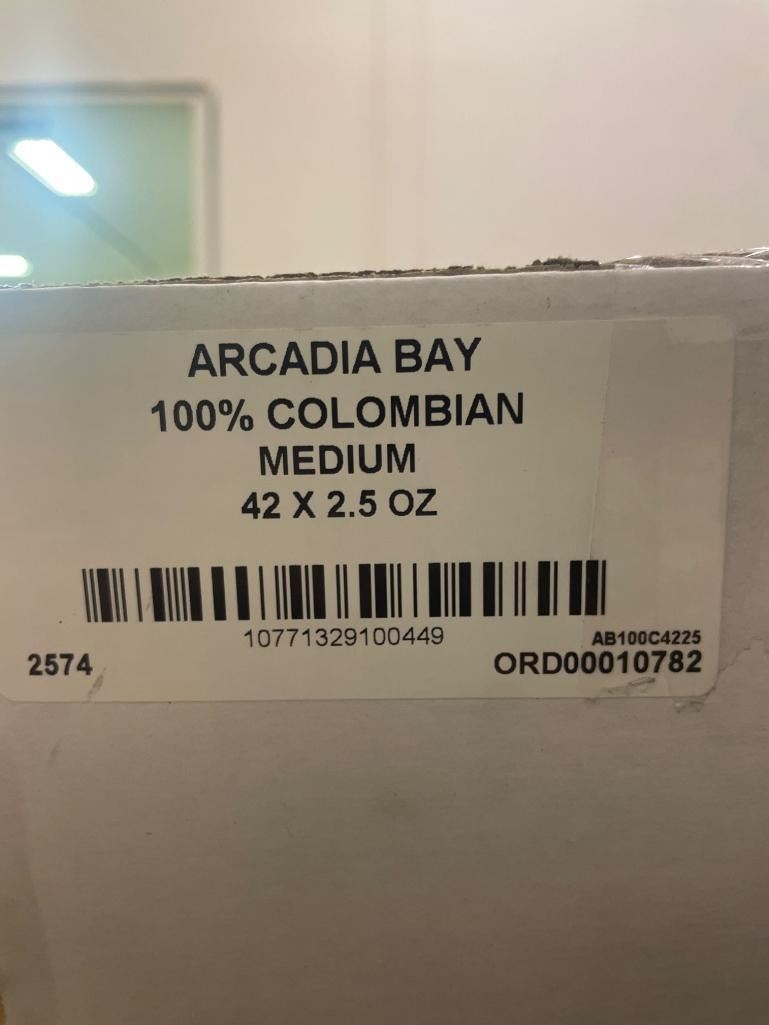 ARCADIA BAY
100% COLOMBIAN
MEDIUM
42 X 2.5 OZ
10771329100449
AB100C4225
2574
ORD00010782